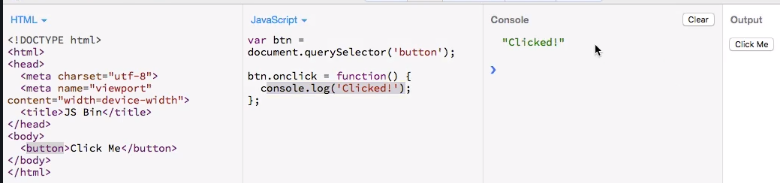 HTML
<!DOCTYPE html>
<html>
<head>
<meta charset="utf-8">
<meta name="viewport"
content="width=device-width">
<title>JS Bin</title>
</head>
<body>
<button>Click Me</button>
</body>
</html>
JavaScript
var btn =
document.querySelector('button');
btn.onclick = function() {
console.log('Clicked!');
};
Console
Clear
"Clicked!"
Output
Click Me